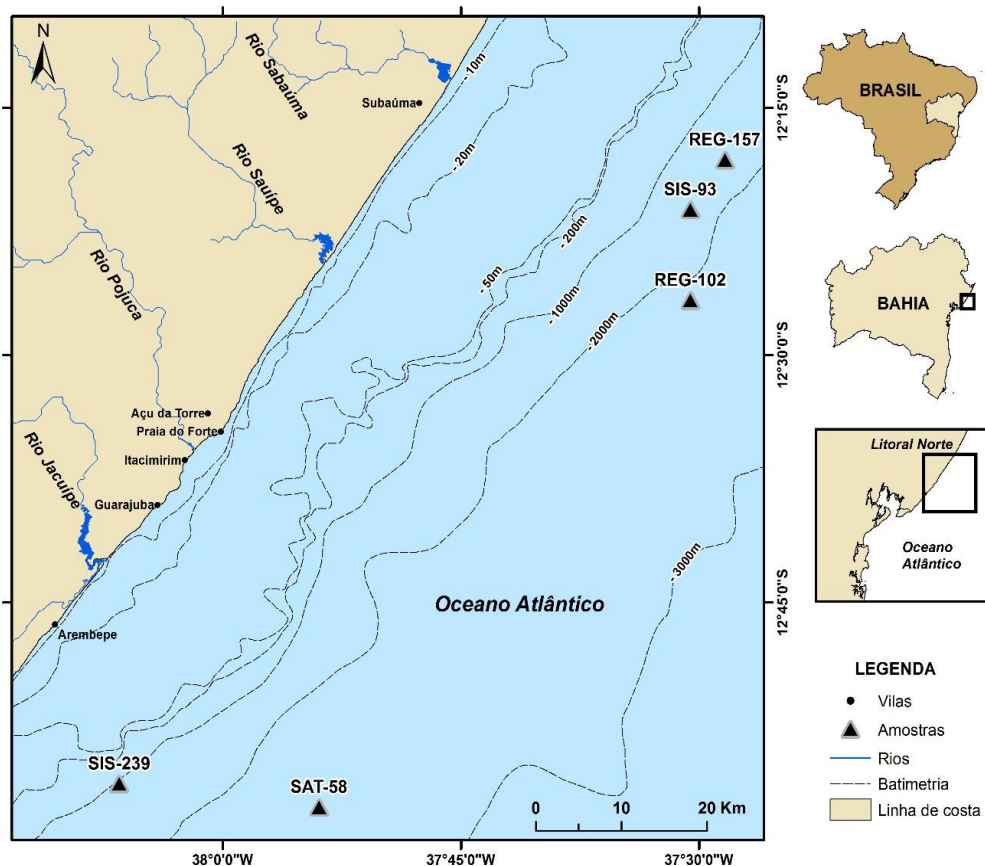 N
Rio Sabaúma
Subaúma
-10m
-20m
Rio Sauípe
REG-157
SIS-93
-200m
-50m
REG-102
-1000m
-2000m
Rio Pojuca
Açu da Torre
Praia do Forte
Itacimirim
Rio Jacuípe
Guarajuba
-3000m
Oceano Atlântico
Arembepe
SIS-239
SAT-58
0 10 20 Km
38°0'0"W 37°45'0"W 37°30'0"W
12°15'0"S
12°30'0"S
12°45'0"S
BRASIL
BAHIA
Litoral Norte
Oceano
Atlântico
LEGENDA
Vilas
Amostras
Rios
Batimetria
Linha de costa